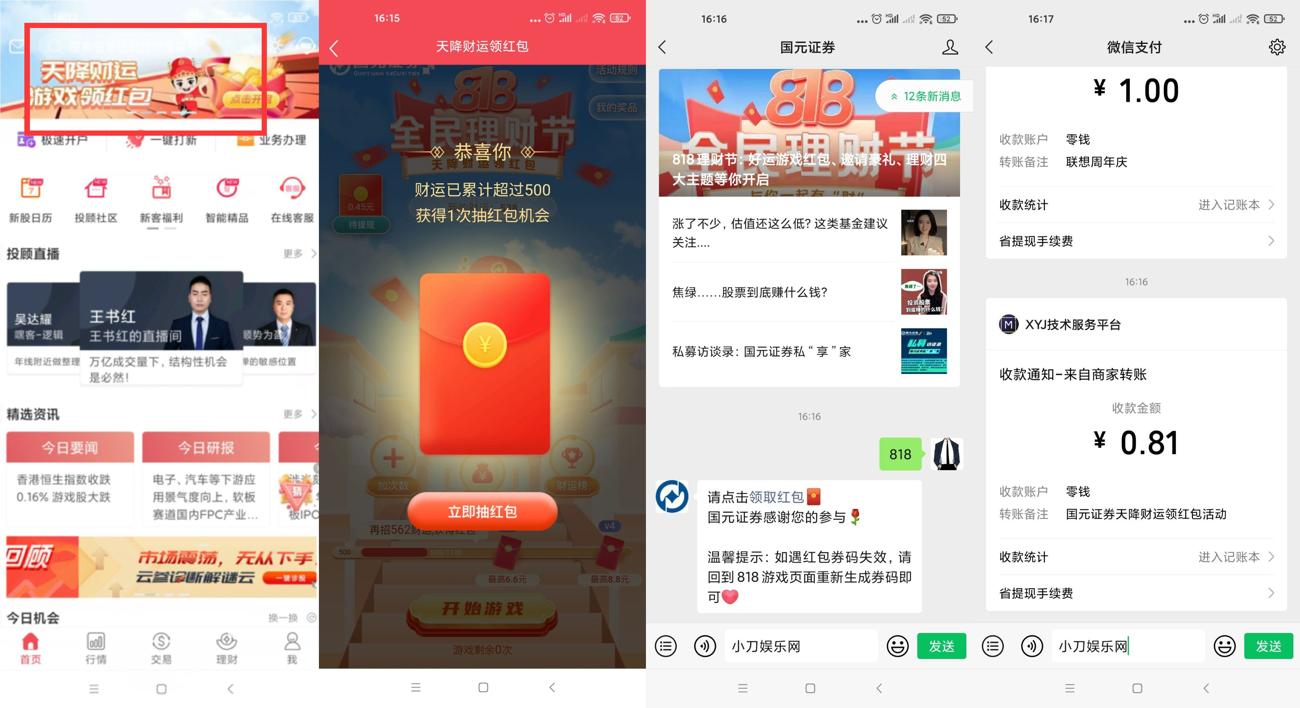 天降财运
游戏领红包
点击开启
极速开户
一键打新
业务办理
新股日历
投顾社区
新客福利
智能精品
在线客服
投顾直播
更多
吴达耀
嘿客-逻辑
王书红
王书红的直播间
年线附近做整理
万亿成交量下，结构性机会
是必然！
单的敏感位置
精选资讯
更多
今日要闻
今日研报
香港恒生指数收跌
0.16% 游戏股大跌
电子、汽车等下游应
用景气度向上，软板
赛道国内FPC产业...
回顾
市场震荡，无从下手
云参诊断解谜云
一键诊股
今日机会
换一换
首页
行情
交易
理财
我
16:15
天降财运领红包
活动规则
我的奖品
818
全民理财节
恭喜你
财运已累计超过500
获得1次抽红包机会
0.45元
待提现
加次数
财运榜
立即抽红包
再招562财运,获得红包
v4
500
最高6.6元
最高8.8元
开始游戏
游戏剩余0次
16:16
国元证券
12条新消息
818
全民理财节
818理财节：好运游戏红包、邀请豪礼、理财四
大主题等你开启
与你一起有“财”
涨了不少，估值还这么低？这类基金建议
关注....
焦绿……股票到底赚什么钱？
私募访谈录：国元证券私“享”家
16:16
818
请点击领取红包
国元证券感谢您的参与
温馨提示：如遇红包券码失效，请
回到818游戏页面重新生成券码即
可
小刀娱乐网
发送
16:17
微信支付
¥ 1.00
收款账户 零钱
转账备注 联想周年庆
收款统计 进入记账本
省提现手续费
16:16
XYJ技术服务平台
收款通知-来自商家转账
收款金额
¥ 0.81
收款账户 零钱
转账备注 国元证券天降财运领红包活动
收款统计 进入记账本
省提现手续费
小刀娱乐网
发送